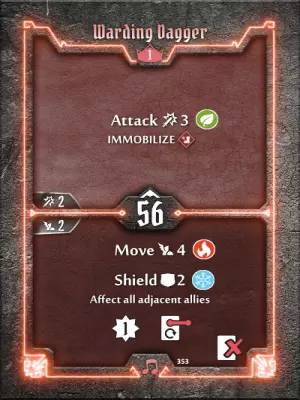 Warding Dagger
1
Attack 3
IMMOBILIZE
2
56
2
Move 4
Shield 2
Affect all adjacent allies
1
353